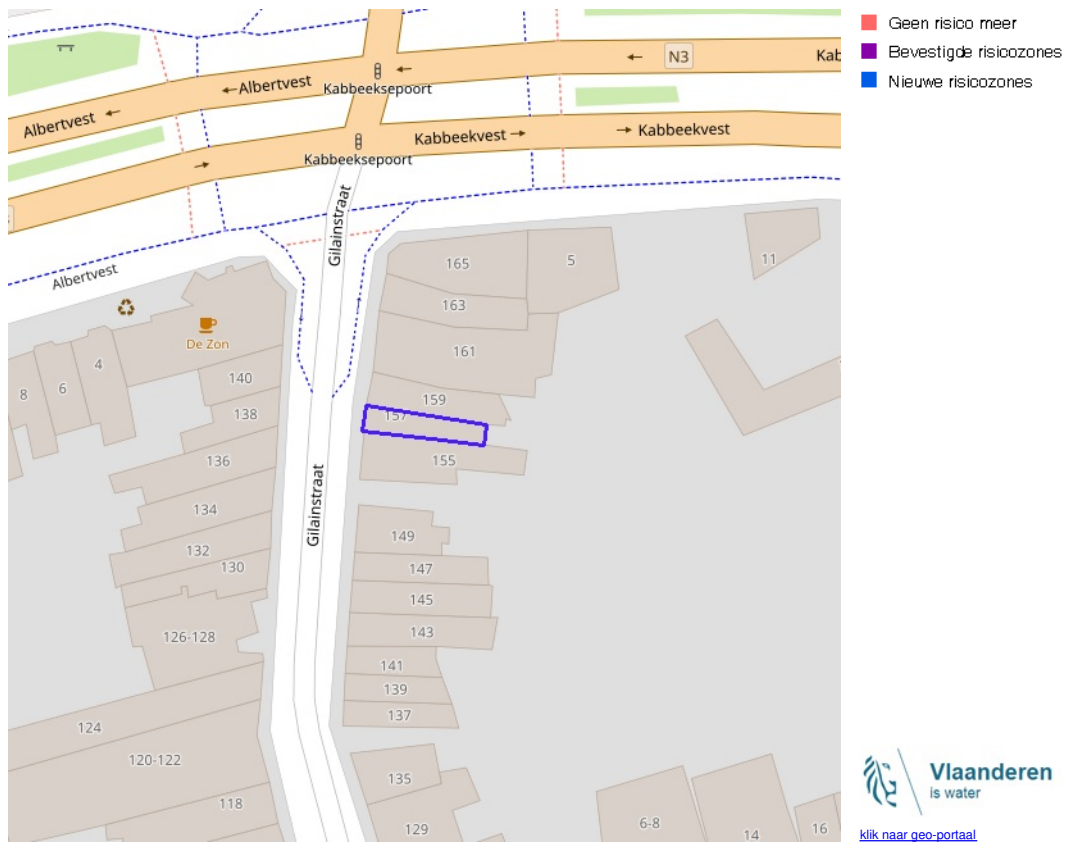 Geen risico meer
Bevestigde risicozones
Nieuwe risicozones
N3
Kab
Albertvest
Kabbeeksepoort
Albertvest
Kabbeekvest
Kabbeekvest
Kabbeeksepoort
Gilainstraat
Albertvest
165
5
11
163
De Zon
161
4
140
6
8
159
138
157
136
155
134
Gilainstraat
149
132
130
147
145
126-128
143
141
139
137
124
120-122
135
118
129
6-8
14
16
Vlaanderen
is water
klik naar geo-portaal